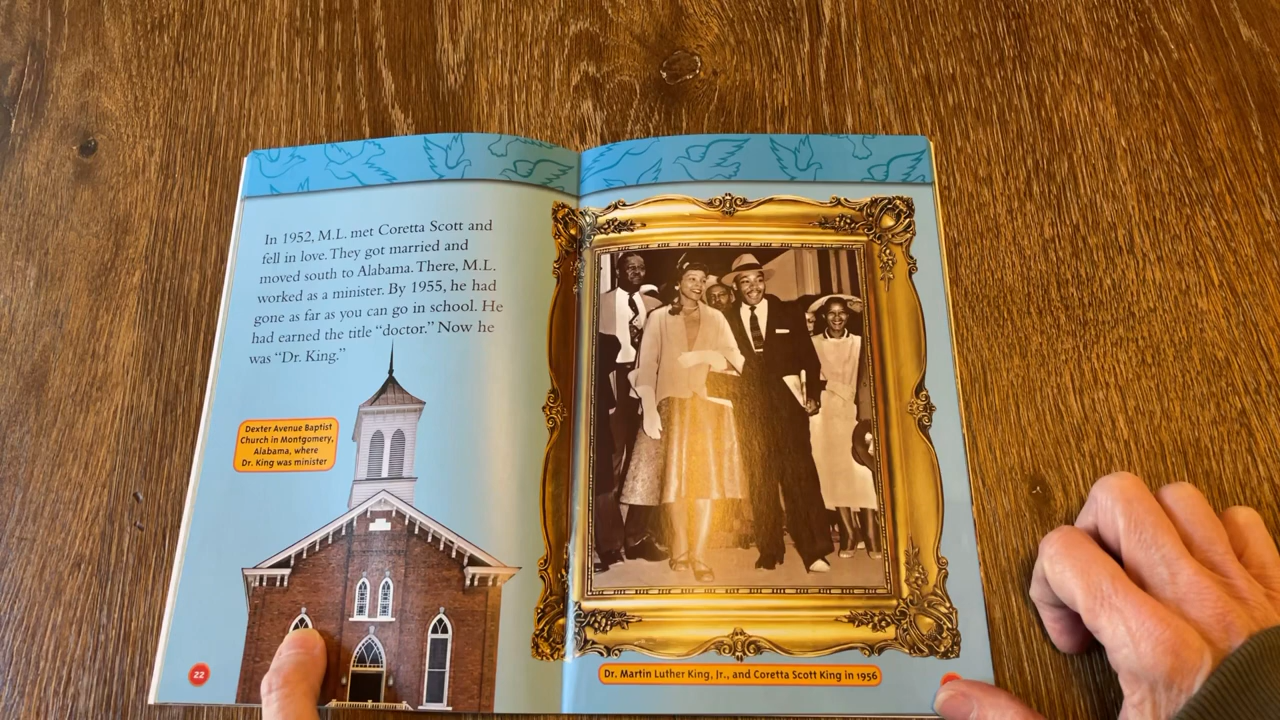 In 1952, M.L. met Coretta Scott and
fell in love. They got married and
moved south to Alabama. There, M.L.
worked as a minister. By 1955, he had
gone as far as you can go in school. He
had earned the title “doctor.” Now he
was “Dr. King.”
Dexter Avenue Baptist
Church in Montgomery,
Alabama, where
Dr. King was minister
22
Dr. Martin Luther King, Jr., and Coretta Scott King in 1956